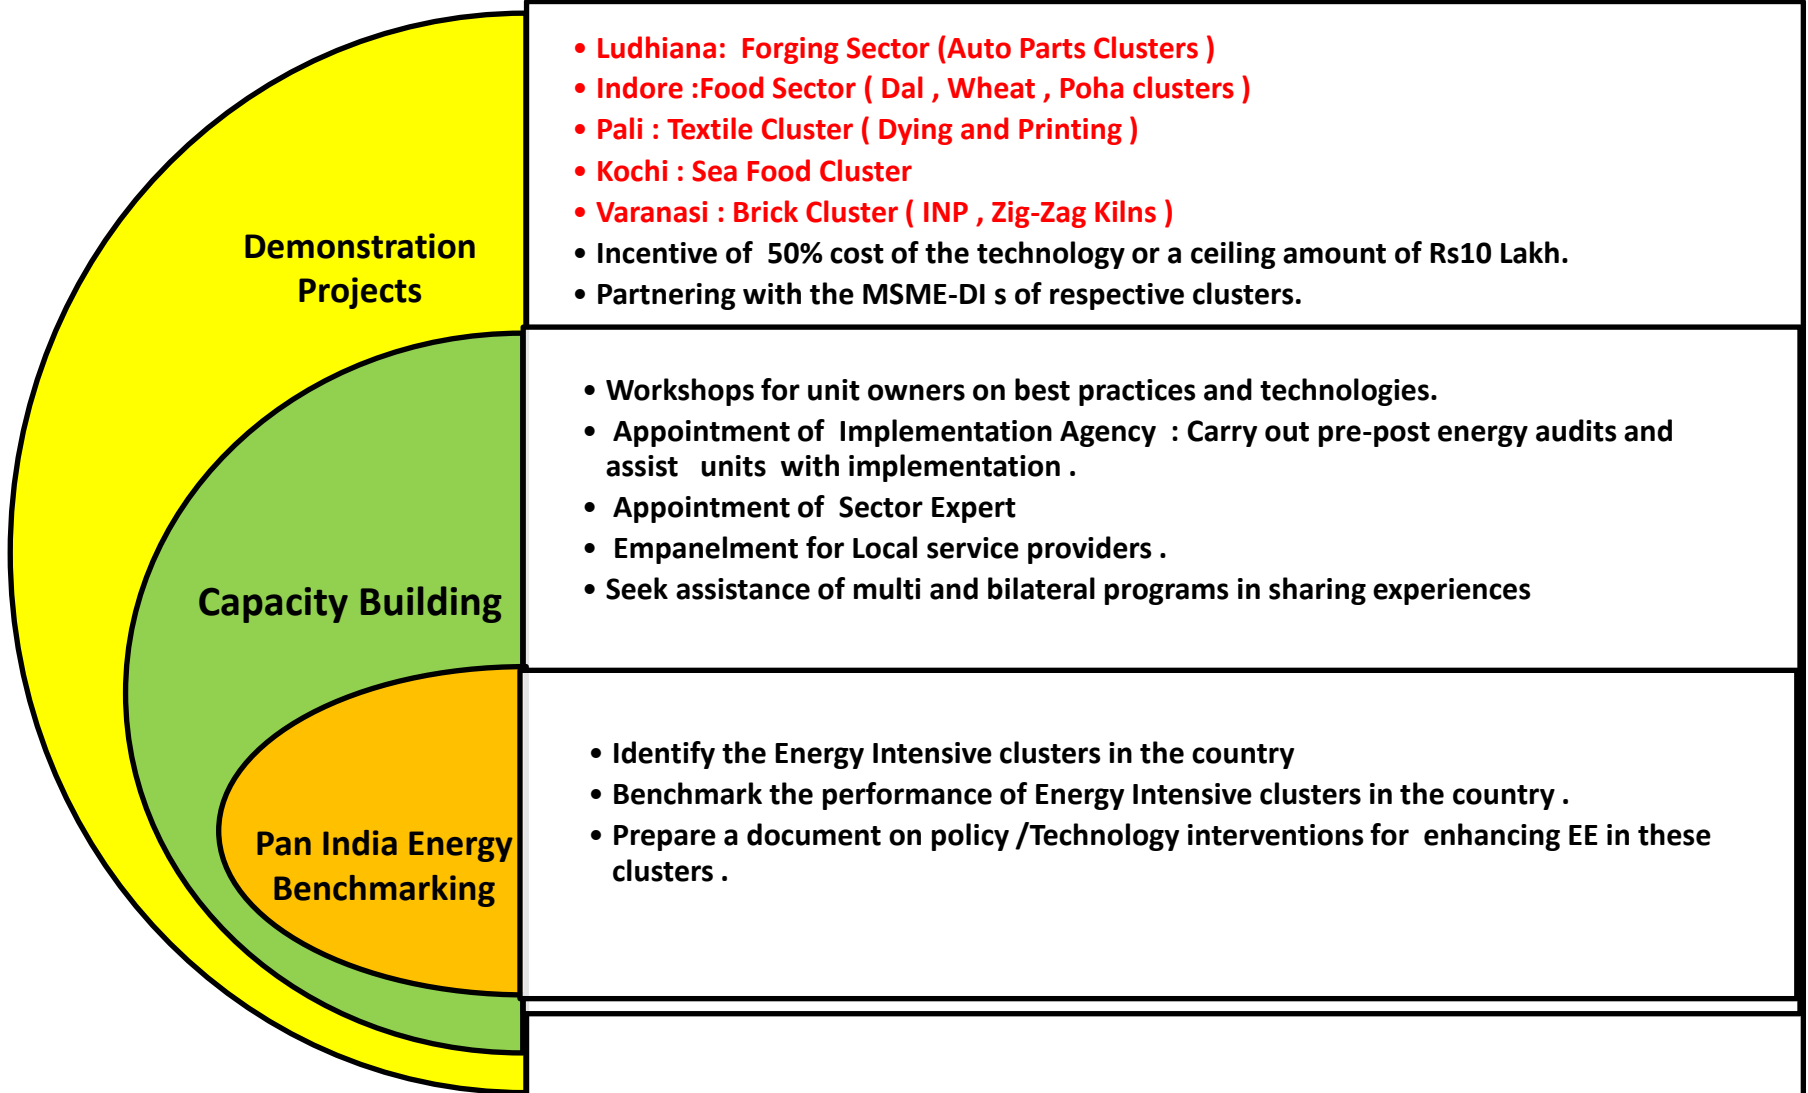 Demonstration
Projects
• Ludhiana: Forging Sector (Auto Parts Clusters )
• Indore :Food Sector ( Dal , Wheat , Poha clusters )
• Pali : Textile Cluster ( Dying and Printing )
• Kochi : Sea Food Cluster
• Varanasi : Brick Cluster ( INP , Zig-Zag Kilns )
• Incentive of 50% cost of the technology or a ceiling amount of Rs10 Lakh.
• Partnering with the MSME-DI s of respective clusters.
Capacity Building
• Workshops for unit owners on best practices and technologies.
• Appointment of Implementation Agency : Carry out pre-post energy audits and
assist units with implementation .
• Appointment of Sector Expert
• Empanelment for Local service providers .
• Seek assistance of multi and bilateral programs in sharing experiences
Pan India Energy
Benchmarking
• Identify the Energy Intensive clusters in the country
• Benchmark the performance of Energy Intensive clusters in the country .
• Prepare a document on policy /Technology interventions for enhancing EE in these
clusters .